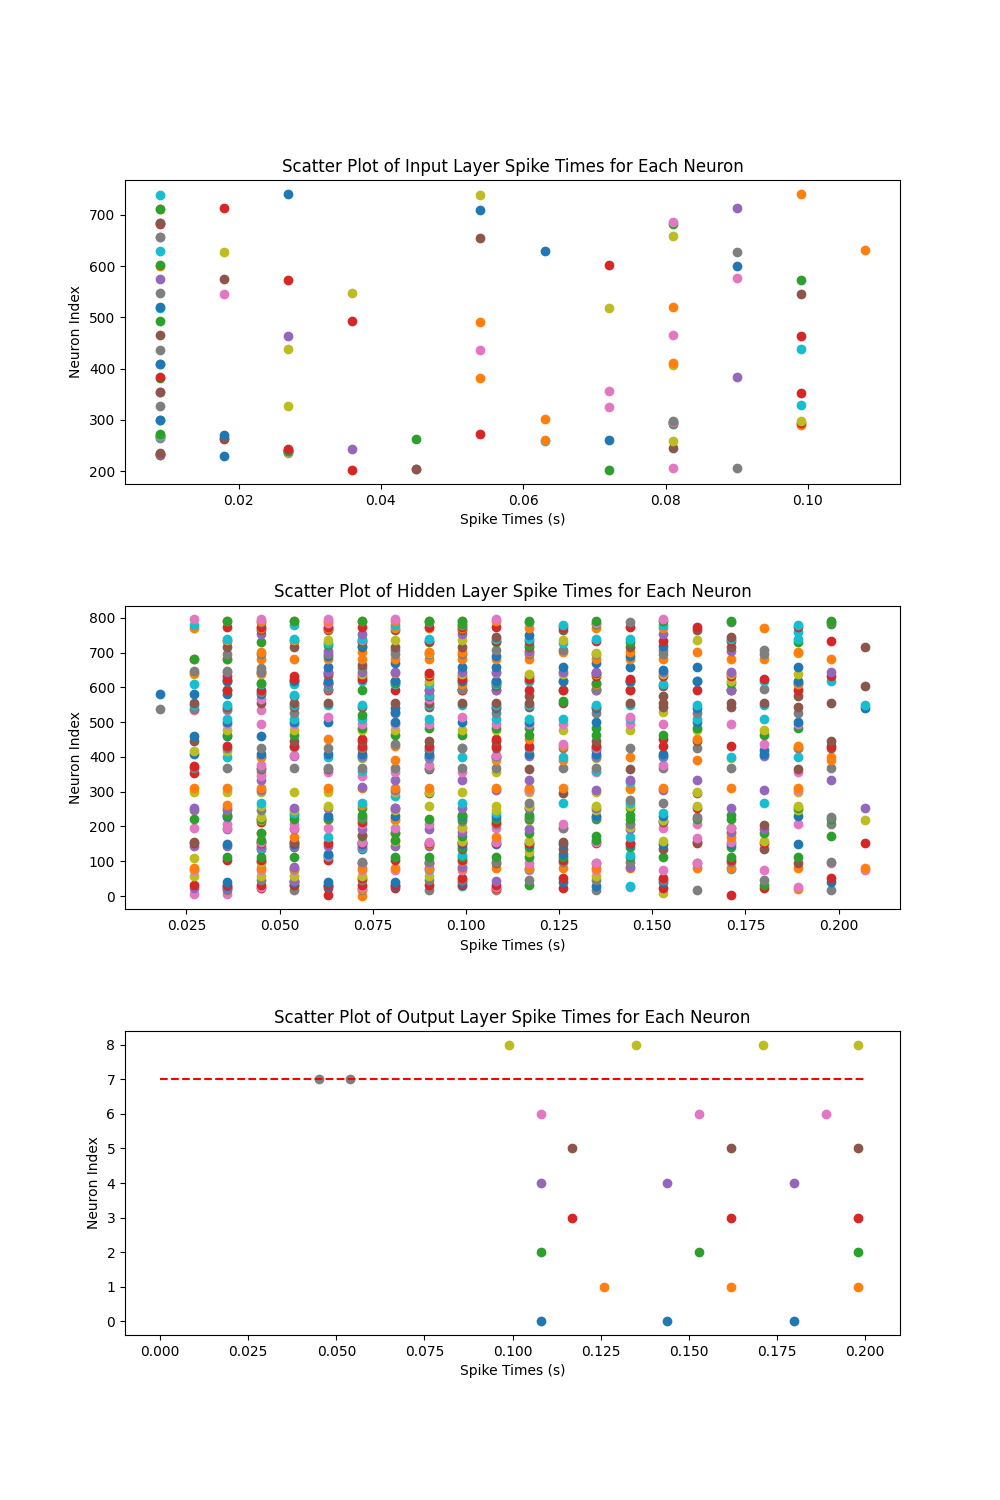 Scatter Plot of Input Layer Spike Times for Each Neuron
700
600
500
400
300
200
Neuron Index
0.02 0.04 0.06 0.08 0.10
Spike Times (s)
Scatter Plot of Hidden Layer Spike Times for Each Neuron
800
700
600
500
400
300
200
100
0
Neuron Index
0.025 0.050 0.075 0.100 0.125 0.150 0.175 0.200
Spike Times (s)
Scatter Plot of Output Layer Spike Times for Each Neuron
8
7
6
5
4
3
2
1
0
Neuron Index
0.000 0.025 0.050 0.075 0.100 0.125 0.150 0.175 0.200
Spike Times (s)